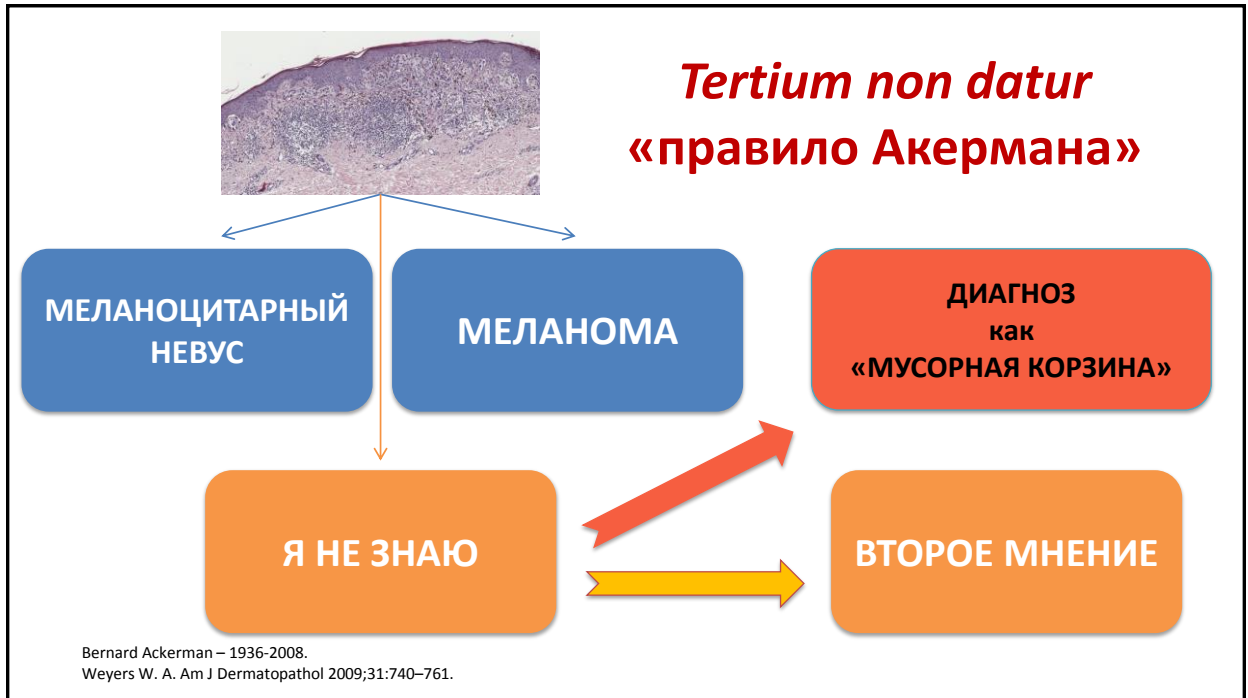 Tertium non datur
«правило Акермана»
МЕЛАНОЦИТАРНЫЙ
НЕВУС
МЕЛАНОМА
ДИАГНОЗ
как
«МУСОРНАЯ КОРЗИНА»
Я НЕ ЗНАЮ
ВТОРОЕ МНЕНИЕ
Bernard Ackerman – 1936-2008.
Weyers W. A. Am J Dermatopathol 2009;31:740–761.